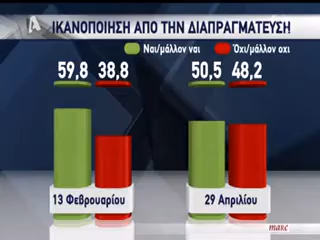 ΙΚΑΝΟΠΟΙΗΣΗ ΑΠΟ ΤΗΝ ΔΙΑΠΡΑΓΜΑΤΕΥΣΗ
Ναι/μάλλον ναι Όχι/μάλλον οχι
59,8 38,8 50,5 48,2
13 Φεβρουαρίου 29 Απριλίου
marc